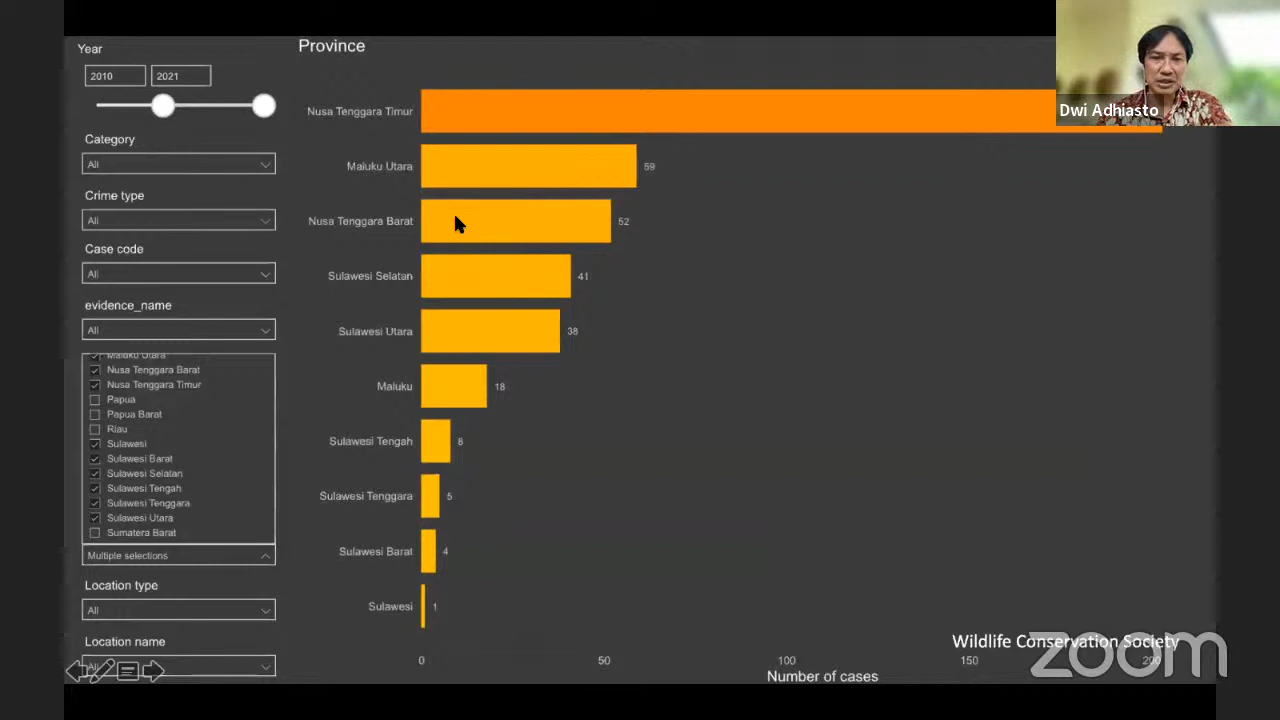 Year
2010
2021
Category
All
Crime type
All
Case code
All
evidence_name
All
Maluku Utara
Nusa Tenggara Barat
Nusa Tenggara Timur
Papua
Papua Barat
Riau
Sulawesi
Sulawesi Barat
Sulawesi Selatan
Sulawesi Tengah
Sulawesi Tenggara
Sulawesi Utara
Sumatera Barat
Multiple selections
Location type
All
Location name
All
Province
Nusa Tenggara Timur
Maluku Utara 59
Nusa Tenggara Barat 52
Sulawesi Selatan 41
Sulawesi Utara 38
Maluku 18
Sulawesi Tengah 8
Sulawesi Tenggara 5
Sulawesi Barat 4
Sulawesi 1
0 50 100 150 200
Number of cases
Dwi Adhiasto
Wildlife Conservation Society
zoom